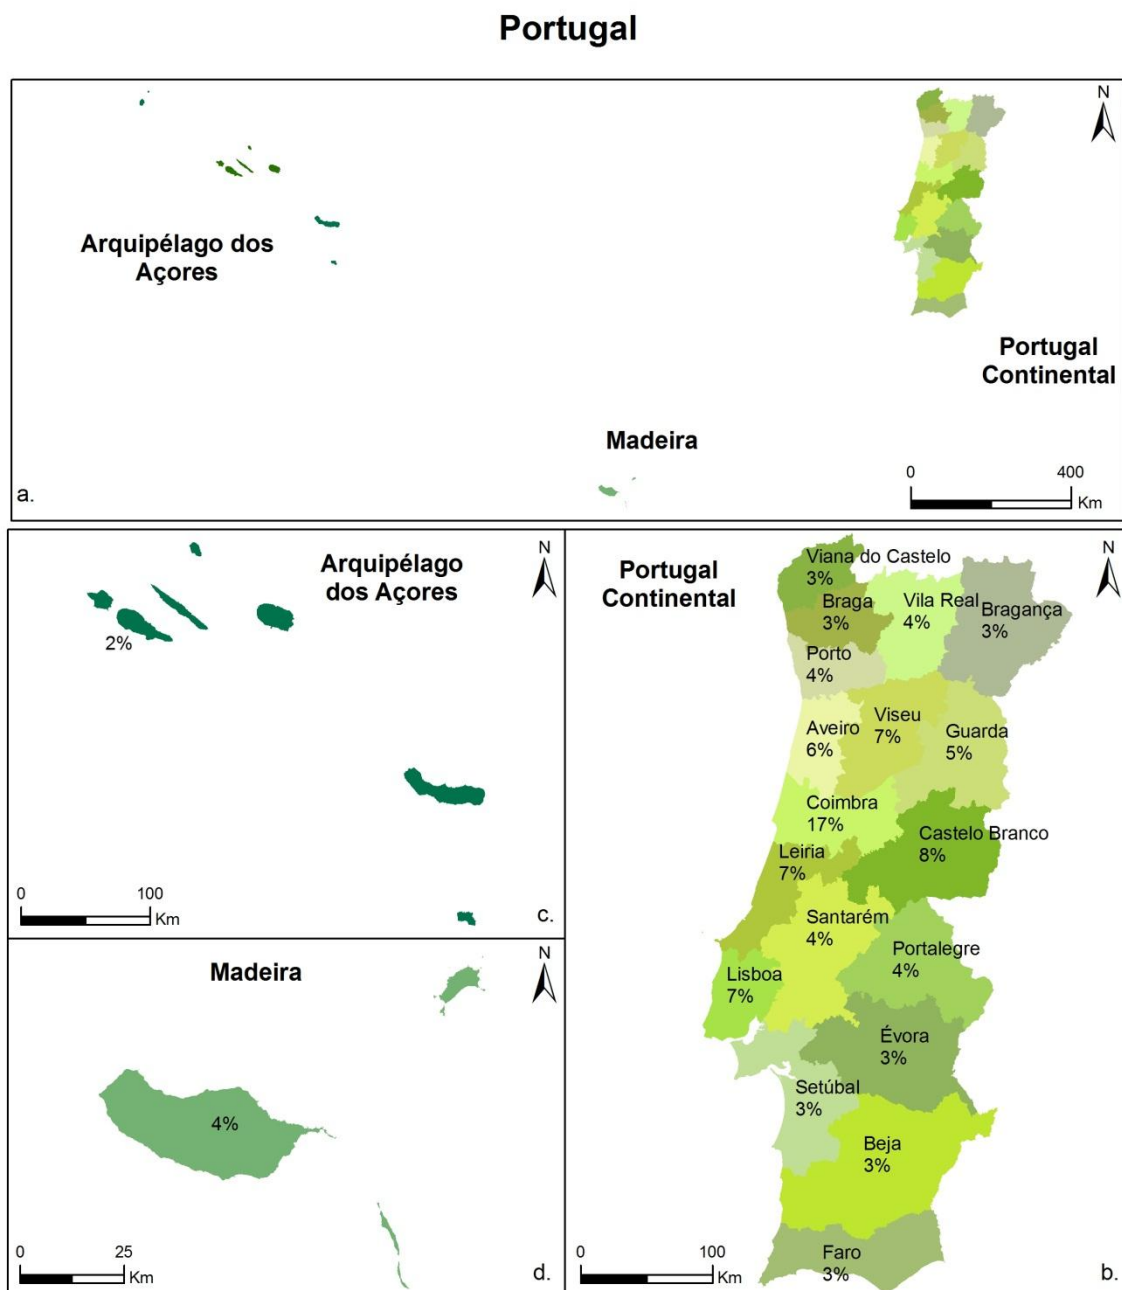 Portugal
N
Arquipélago dos
Açores
Portugal
Continental
Madeira
0 400
Km
a.
Arquipélago
dos Açores
N
2%
0 100
Km
c.
Madeira
N
4%
0 25
Km
d.
Portugal
Continental
N
Viana do Castelo
3%
Braga
3%
Vila Real
4%
Bragança
3%
Porto
4%
Aveiro
6%
Viseu
7%
Guarda
5%
Coimbra
17%
Castelo Branco
8%
Leiria
7%
Santarém
4%
Portalegre
4%
Lisboa
7%
Évora
3%
Setúbal
3%
Beja
3%
Faro
3%
0 100
Km
b.